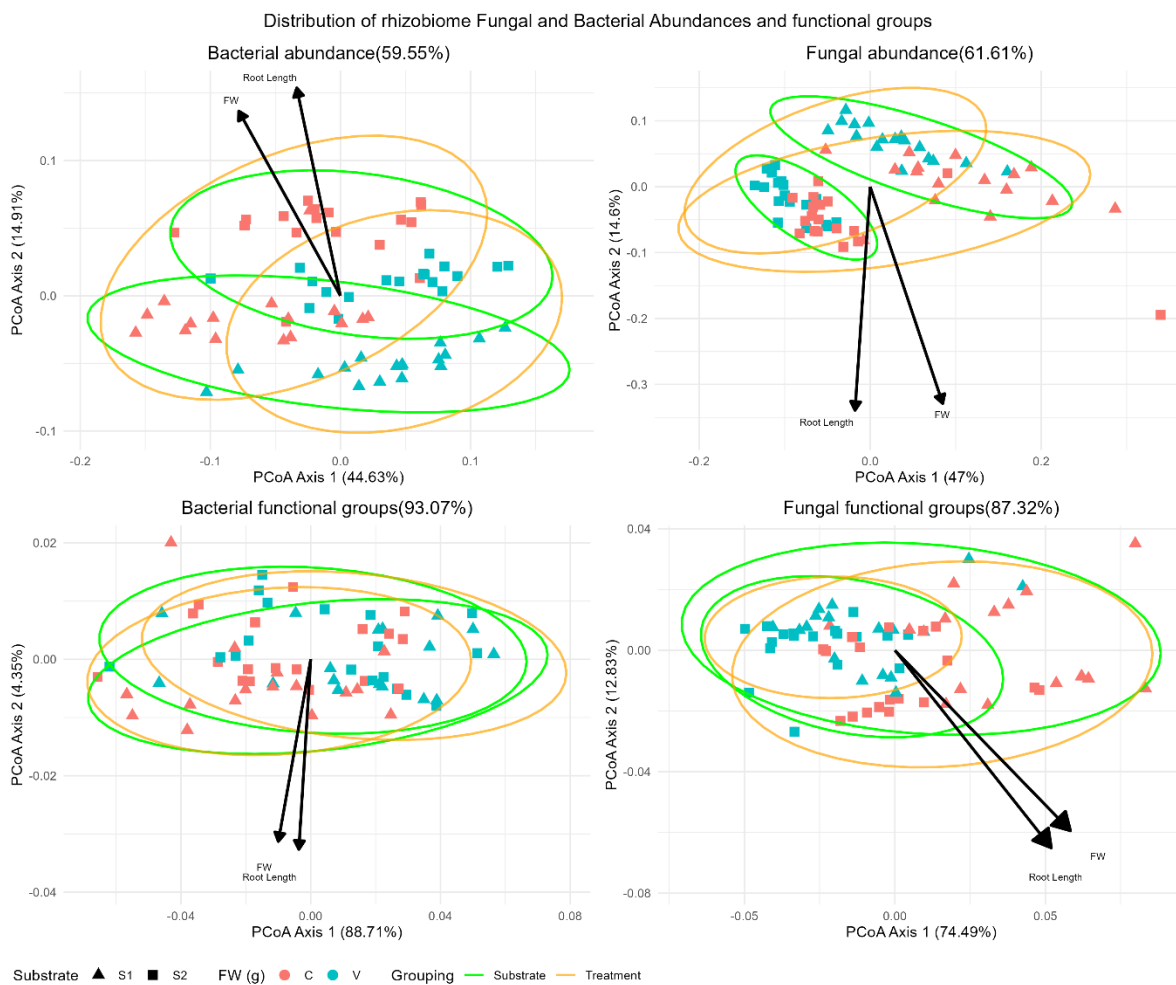 Distribution of rhizobiome Fungal and Bacterial Abundances and functional groups
Bacterial abundance(59.55%)
Root Length
FW
0.1
0.0
-0.1
PCoA Axis 2 (14.91%)
-0.2
-0.1
0.0
0.1
PCoA Axis 1 (44.63%)
Fungal abundance(61.61%)
0.1
0.0
-0.1
-0.2
-0.3
PCoA Axis 2 (14.6%)
Root Length
FW
-0.2
0.0
0.2
PCoA Axis 1 (47%)
Bacterial functional groups(93.07%)
0.02
0.00
-0.02
-0.04
PCoA Axis 2 (4.35%)
FW
Root Length
-0.04
0.00
0.04
0.08
PCoA Axis 1 (88.71%)
Fungal functional groups(87.32%)
0.04
0.00
-0.04
-0.08
PCoA Axis 2 (12.83%)
FW
Root Length
-0.05
0.00
0.05
PCoA Axis 1 (74.49%)
Substrate S1 S2 FW (g) C V Grouping Substrate Treatment